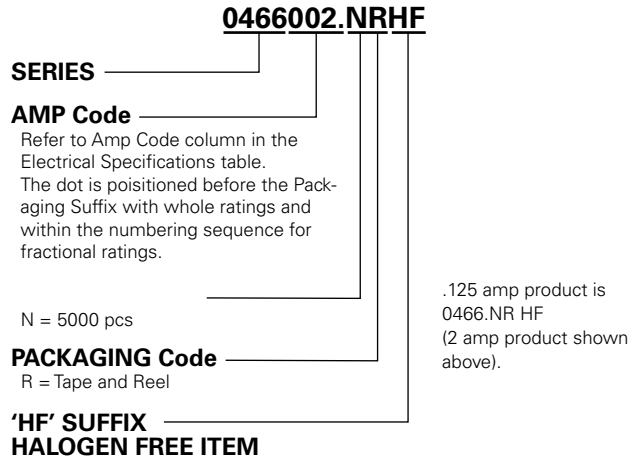 0466002.NRHF
SERIES
AMP Code
Refer to Amp Code column in the
Electrical Specifications table.
The dot is poisitioned before the Pack-
aging Suffix with whole ratings and
within the numbering sequence for
fractional ratings.
N = 5000 pcs
PACKAGING Code
R = Tape and Reel
'HF' SUFFIX
HALOGEN FREE ITEM
.125 amp product is
0466.NR HF
(2 amp product shown
above).